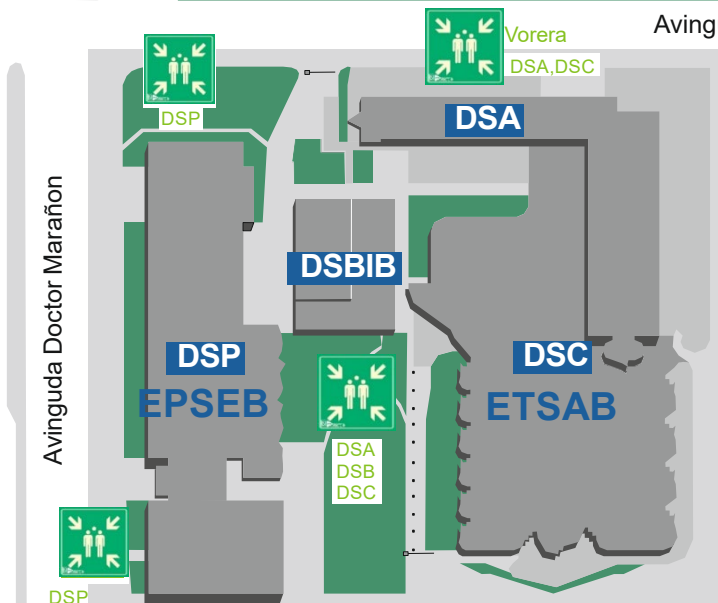 Aving
Vorera
DSA,DSC
DSP
DSA
DSBIB
Avinguda Doctor Marañon
DSP
EPSEB
DSC
ETSAB
DSA
DSB
DSC
DSP